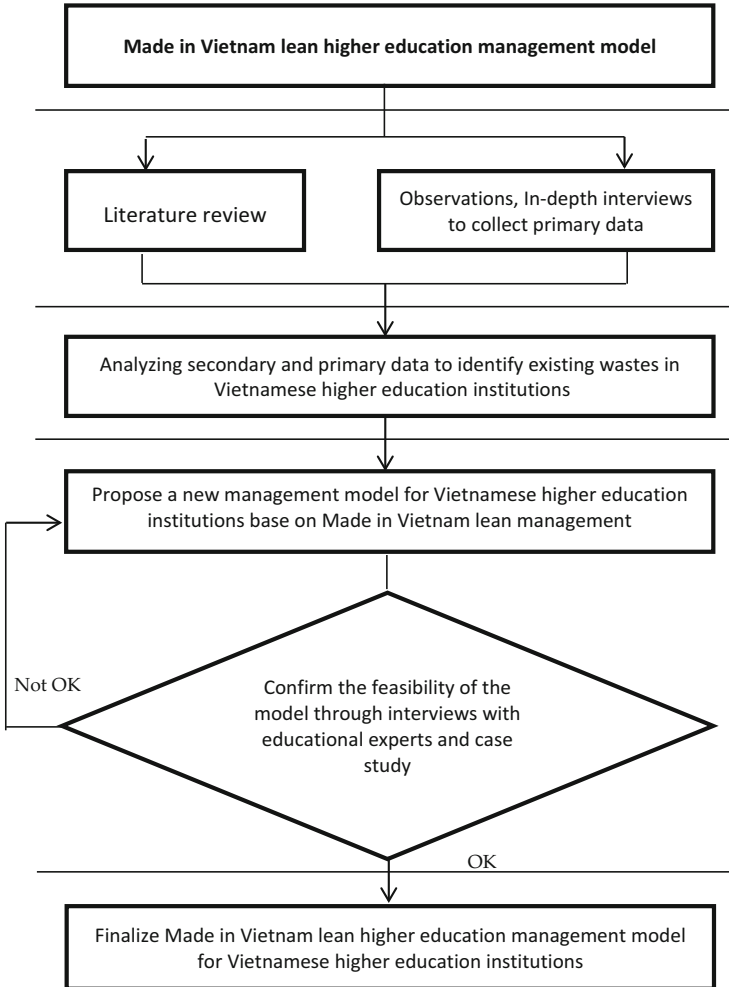 Made in Vietnam lean higher education management model
Literature review
Observations, In-depth interviews
to collect primary data
Analyzing secondary and primary data to identify existing wastes in
Vietnamese higher education institutions
Propose a new management model for Vietnamese higher education
institutions base on Made in Vietnam lean management
Not OK
Confirm the feasibility of the
model through interviews with
educational experts and case
study
OK
Finalize Made in Vietnam lean higher education management model
for Vietnamese higher education institutions